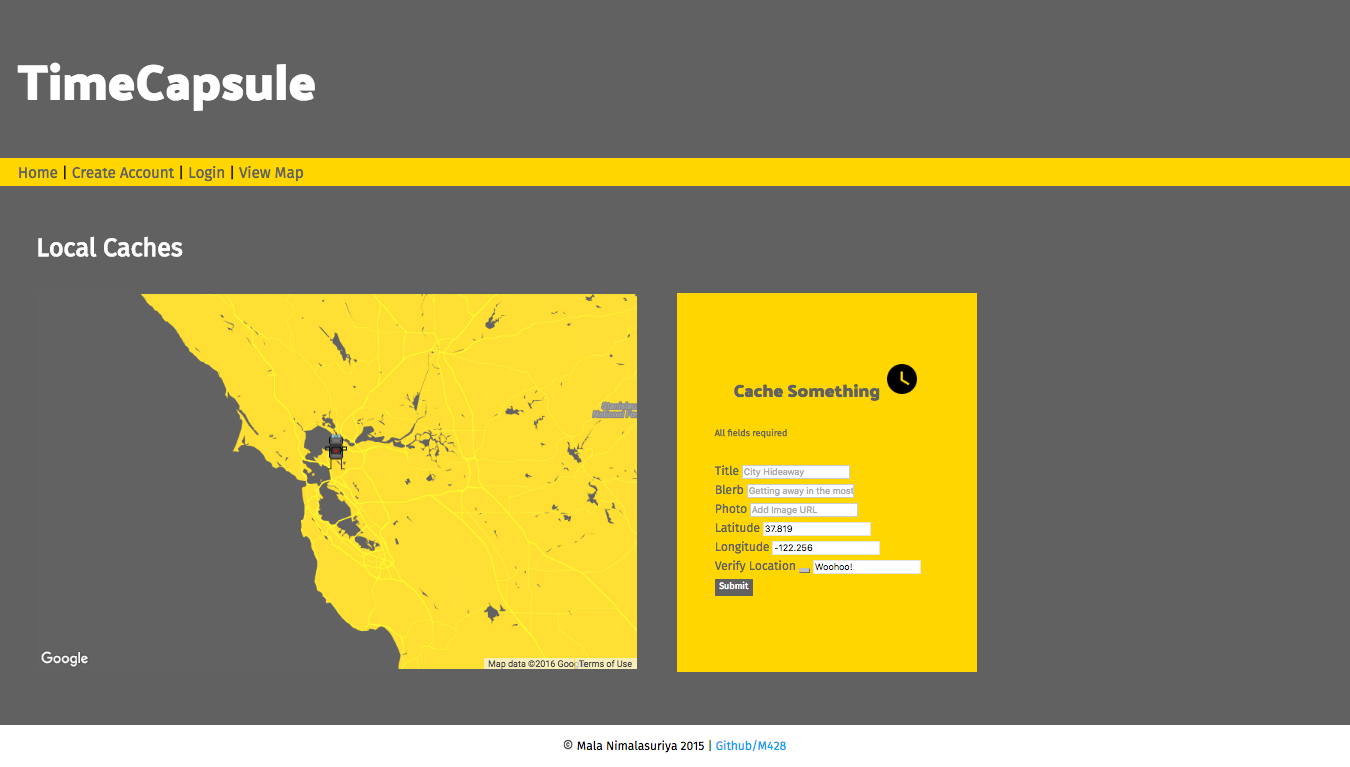 TimeCapsule
Home | Create Account | Login | View Map
Local Caches
Google
Map data ©2016 Goog
Terms of Use
Cache Something
All fields required
Title City Hideaway
Blerb Getting away in the most
Photo Add Image URL
Latitude 37.819
Longitude -122.256
Verify Location Woohoo!
Submit
© Mala Nimalasuriya 2015 | Github/M428